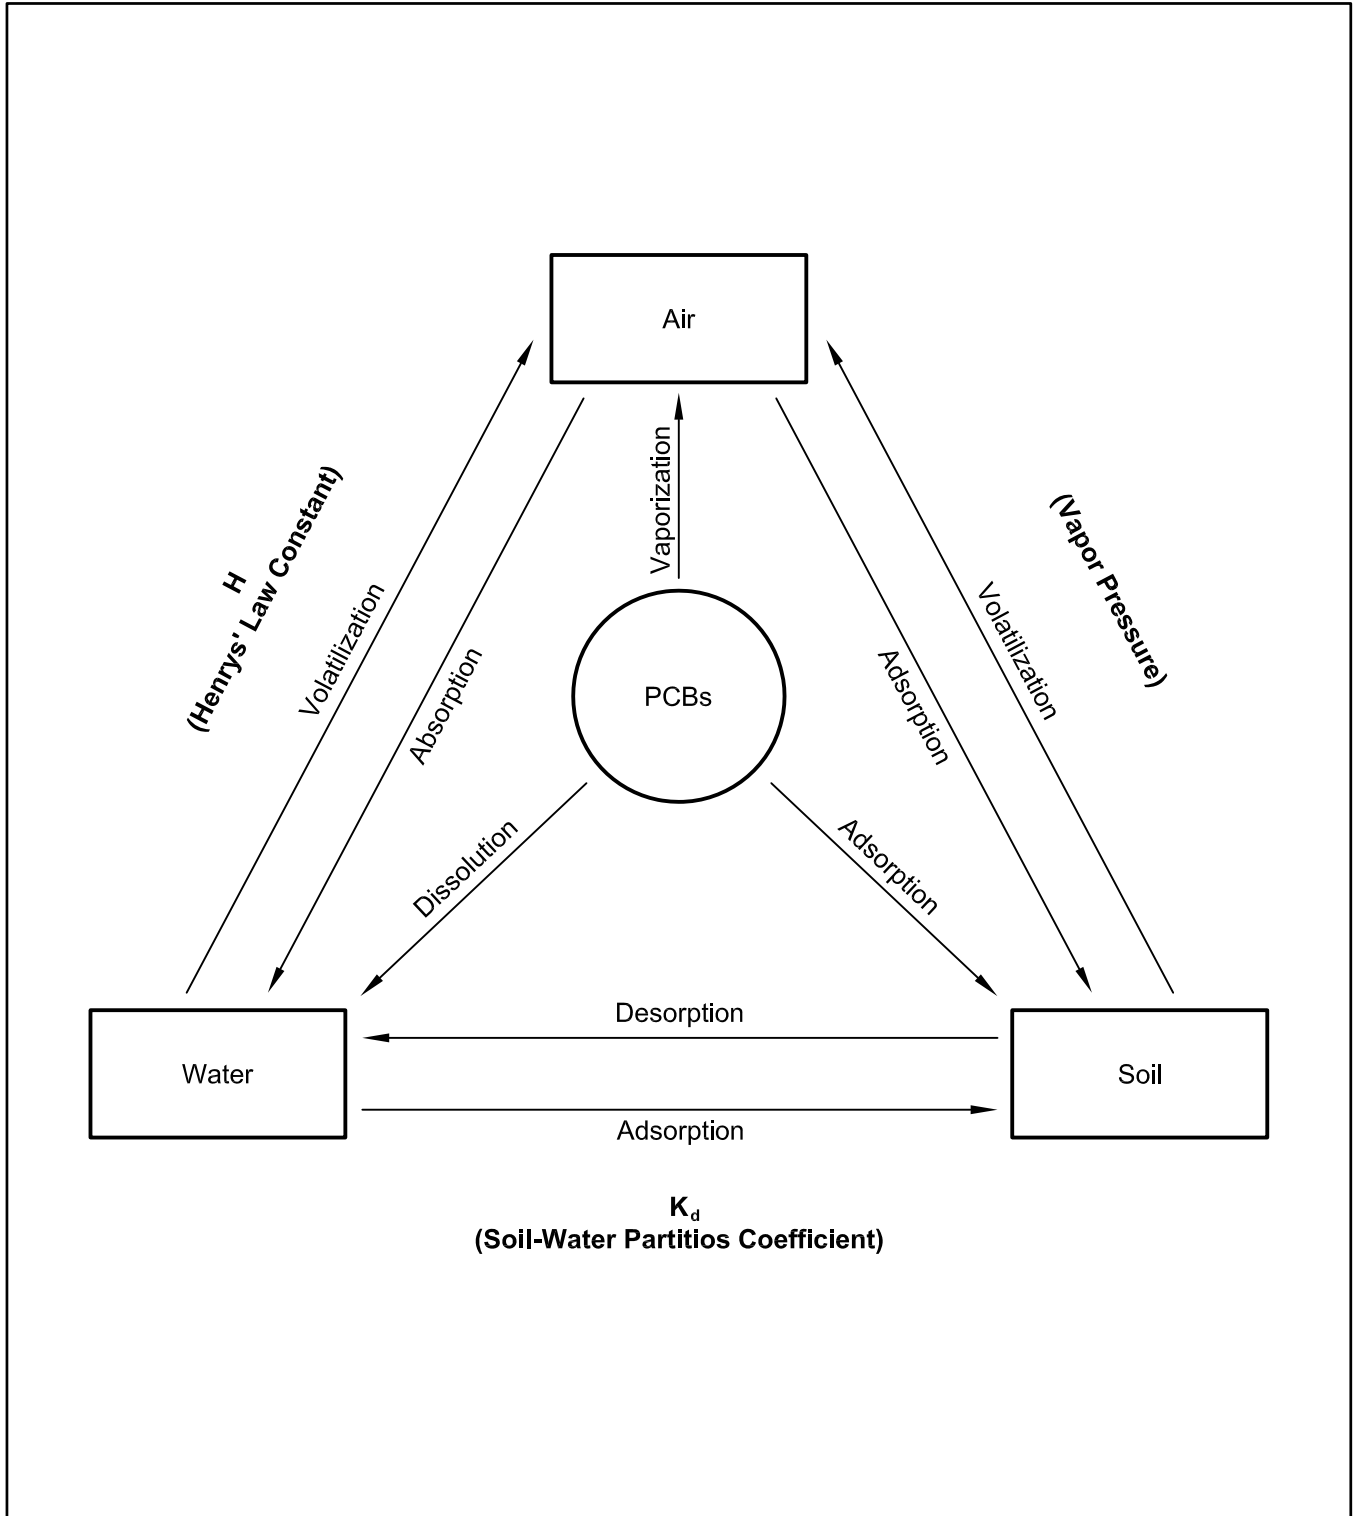 Air
Vaporization
H
(Henrys' Law Constant)
Volatilization
Absorption
Adsorption
Volatilization
(Vapor Pressure)
PCBs
Dissolution
Adsorption
Desorption
Water
Soil
Adsorption
K_d
(Soil-Water Partitios Coefficient)